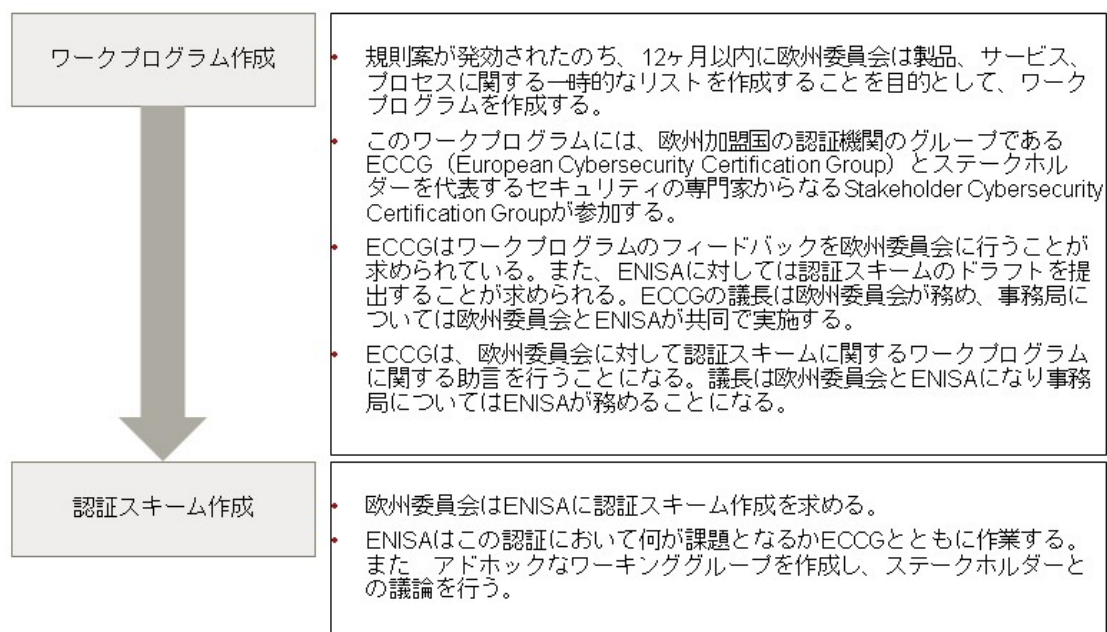 ワークプログラム作成
• 規則案が発効されたのち、12ヶ月以内に欧州委員会は製品、サービス、
プロセスに関する一時的なリストを作成することを目的として、ワーク
プログラムを作成する。
• このワークプログラムには、欧州加盟国の認証機関のグループである
ECCG（European Cybersecurity Certification Group）とステークホル
ダーを代表するセキュリティの専門家からなるStakeholder Cybersecurity
Certification Groupが参加する。
• ECCGはワークプログラムのフィードバックを欧州委員会に行うことが
求められている。また、ENISAに対しては認証スキームのドラフトを提
出することが求められる。ECCGの議長は欧州委員会が務め、事務局に
ついては欧州委員会とENISAが共同で実施する。
• ECCGは、欧州委員会に対して認証スキームに関するワークプログラム
に関する助言を行うことになる。議長は欧州委員会とENISAになり事務
局についてはENISAが務めることになる。
認証スキーム作成
• 欧州委員会はENISAに認証スキーム作成を求める。
• ENISAはこの認証において何が課題となるかECCGとともに作業する。
また　アドホックなワーキンググループを作成し、ステークホルダーと
の議論を行う。